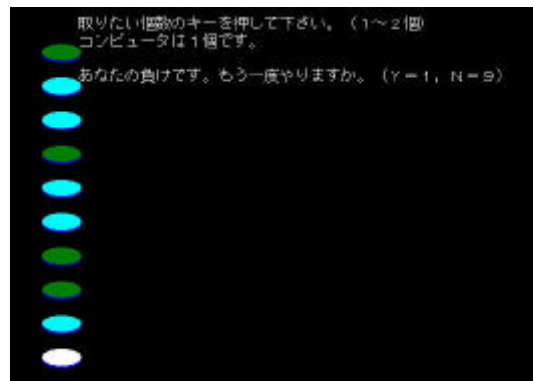 取りたい個数のキーを押して下さい。（１～２個）
コンピュータは１個です。
あなたの負けです。もう一度やりますか。（Ｙ＝１，Ｎ＝９）